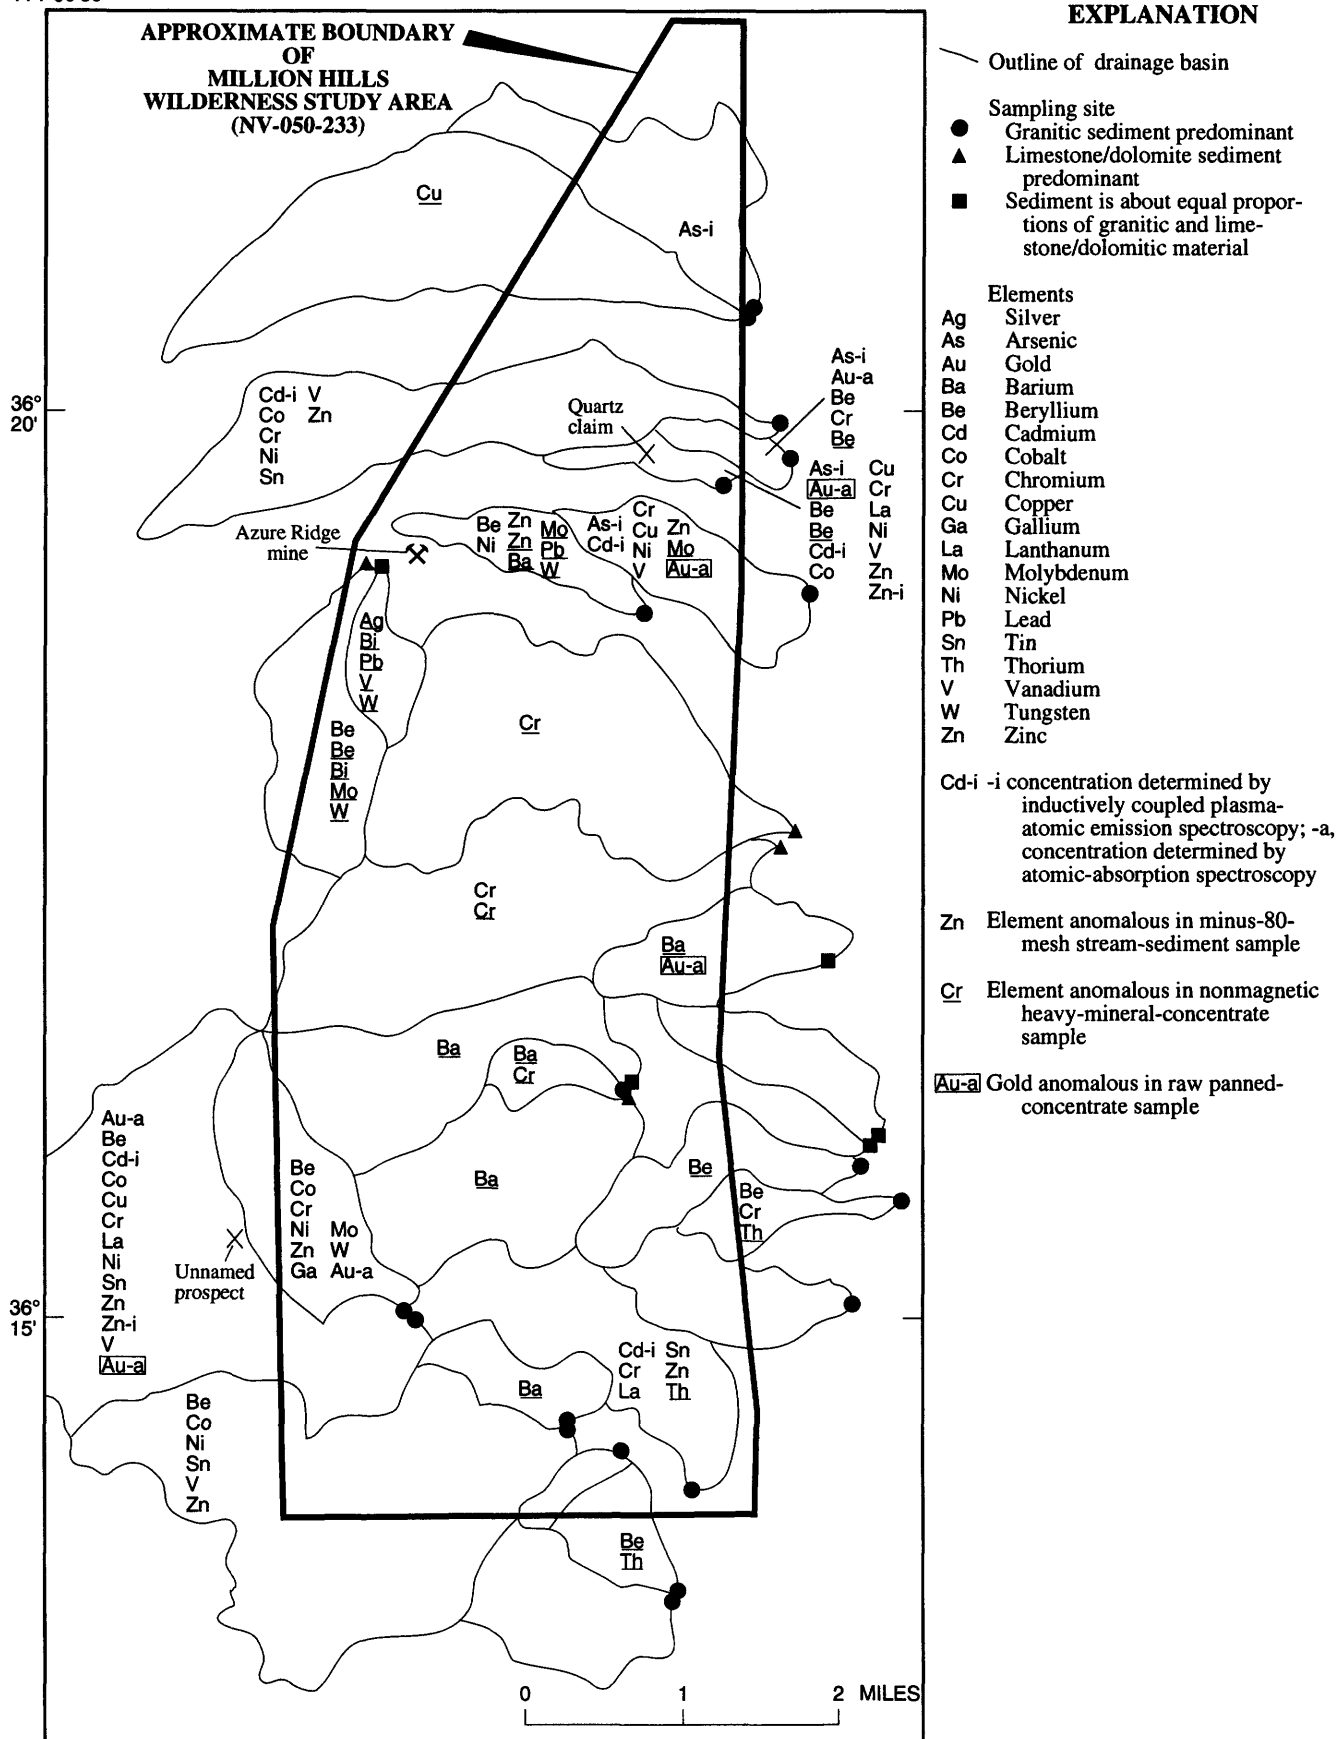 EXPLANATION
APPROXIMATE BOUNDARY
OF
MILLION HILLS
WILDERNESS STUDY AREA
(NV-050-233)
Outline of drainage basin
Sampling site
Granitic sediment predominant
Limestone/dolomite sediment
predominant
Sediment is about equal propor-
tions of granitic and lime-
stone/dolomitic material
Elements
Ag Silver
As Arsenic
Au Gold
Ba Barium
Be Beryllium
Cd Cadmium
Co Cobalt
Cr Chromium
Cu Copper
Ga Gallium
La Lanthanum
Mo Molybdenum
Ni Nickel
Pb Lead
Sn Tin
Th Thorium
V Vanadium
W Tungsten
Zn Zinc
Cd-i -i concentration determined by
inductively coupled plasma-
atomic emission spectroscopy; -a,
concentration determined by
atomic-absorption spectroscopy
Zn Element anomalous in minus-80-
mesh stream-sediment sample
Cr Element anomalous in nonmagnetic
heavy-mineral-concentrate
sample
Au-a Gold anomalous in raw panned-
concentrate sample
Cu
As-i
36°
20'
Cd-i V
Co Zn
Cr
Ni
Sn
Quartz
claim
As-i
Au-a
Be
Cr
Be
As-i Cu
Au-a Cr
Be La
Be Ni
Cd-i V
Co Zn
Zn-i
Azure Ridge
mine
Be Zn Mo
Ni Zn Pb
Ba W
As-i Cr Zn
Cd-i Cu Mo
Ni Au-a
V
Ag
Bi
Pb
V
W
Be
Be
Bi
Mo
W
Cr
Cr
Cr
Ba
Au-a
Ba
Ba
Cr
Au-a
Be
Cd-i
Co
Cu
Cr
La
Ni
Sn
Zn
Zn-i
V
Au-a
Be
Co
Cr
Ni Mo
Zn W
Ga Au-a
Ba
Be
Be
Cr
Th
Unnamed
prospect
36°
15'
Cd-i Sn
Cr Zn
La Th
Ba
Be
Co
Ni
Sn
V
Zn
Be
Th
0 1 2 MILES